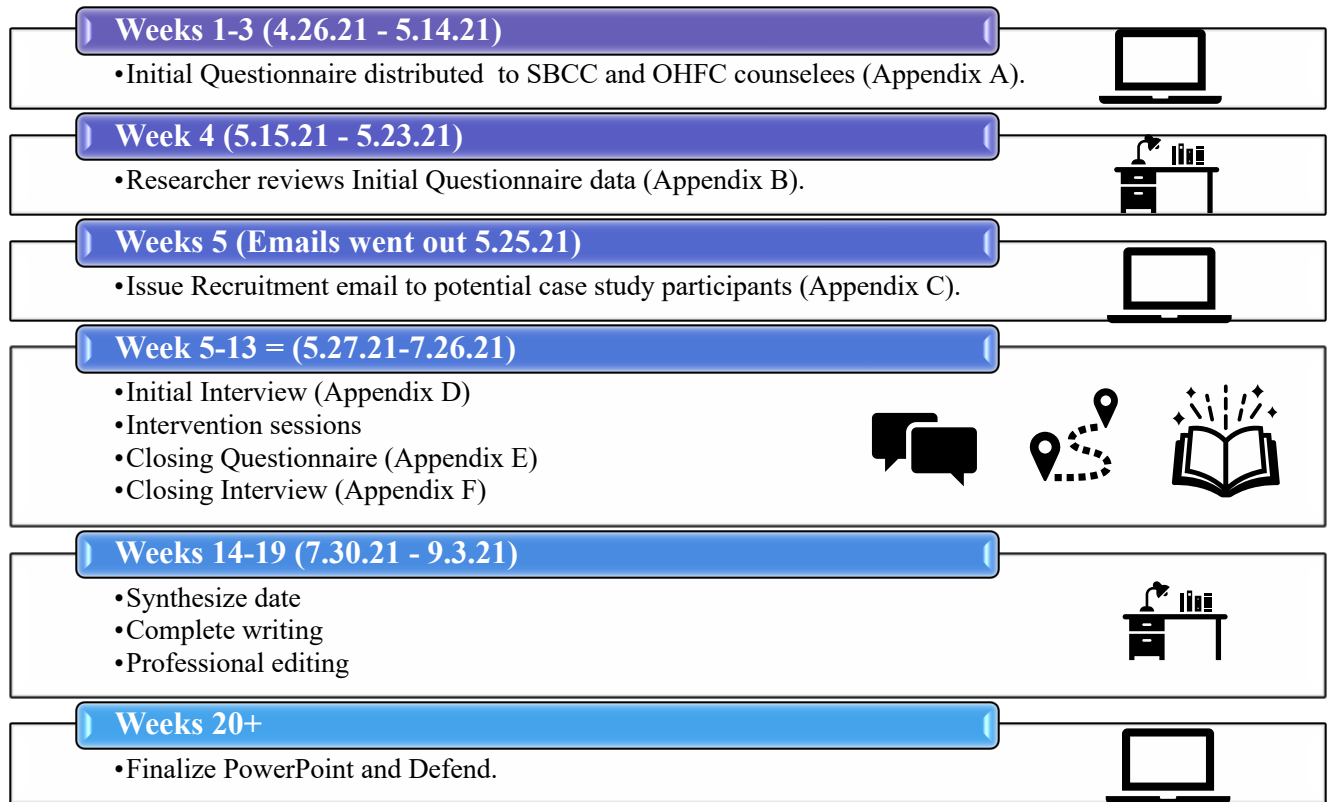 Weeks 1-3 (4.26.21 - 5.14.21)
•Initial Questionnaire distributed  to SBCC and OHFC counselees (Appendix A).
Week 4 (5.15.21 - 5.23.21)
•Researcher reviews Initial Questionnaire data (Appendix B).
Weeks 5 (Emails went out 5.25.21)
•Issue Recruitment email to potential case study participants (Appendix C).
Week 5-13 = (5.27.21-7.26.21)
•Initial Interview (Appendix D)
•Intervention sessions
•Closing Questionnaire (Appendix E)
•Closing Interview (Appendix F)
Weeks 14-19 (7.30.21 - 9.3.21)
•Synthesize date
•Complete writing
•Professional editing
Weeks 20+
•Finalize PowerPoint and Defend.